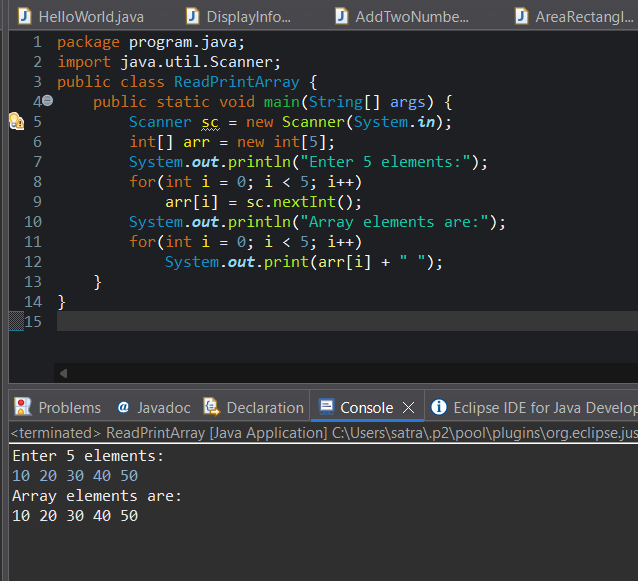 HelloWorld.java DisplayInfo... AddTwoNumbe... AreaRectangl...
1 package program.java;
2 import java.util.Scanner;
3 public class ReadPrintArray {
4     public static void main(String[] args) {
5         Scanner sc = new Scanner(System.in);
6         int[] arr = new int[5];
7         System.out.println("Enter 5 elements:");
8         for(int i = 0; i < 5; i++)
9             arr[i] = sc.nextInt();
10         System.out.println("Array elements are:");
11         for(int i = 0; i < 5; i++)
12             System.out.print(arr[i] + " ");
13     }
14 }
15
Problems @ Javadoc Declaration Console Eclipse IDE for Java Develop
<terminated> ReadPrintArray [Java Application] C:\Users\satra\.p2\pool\plugins\org.eclipse.jus
Enter 5 elements:
10 20 30 40 50
Array elements are:
10 20 30 40 50